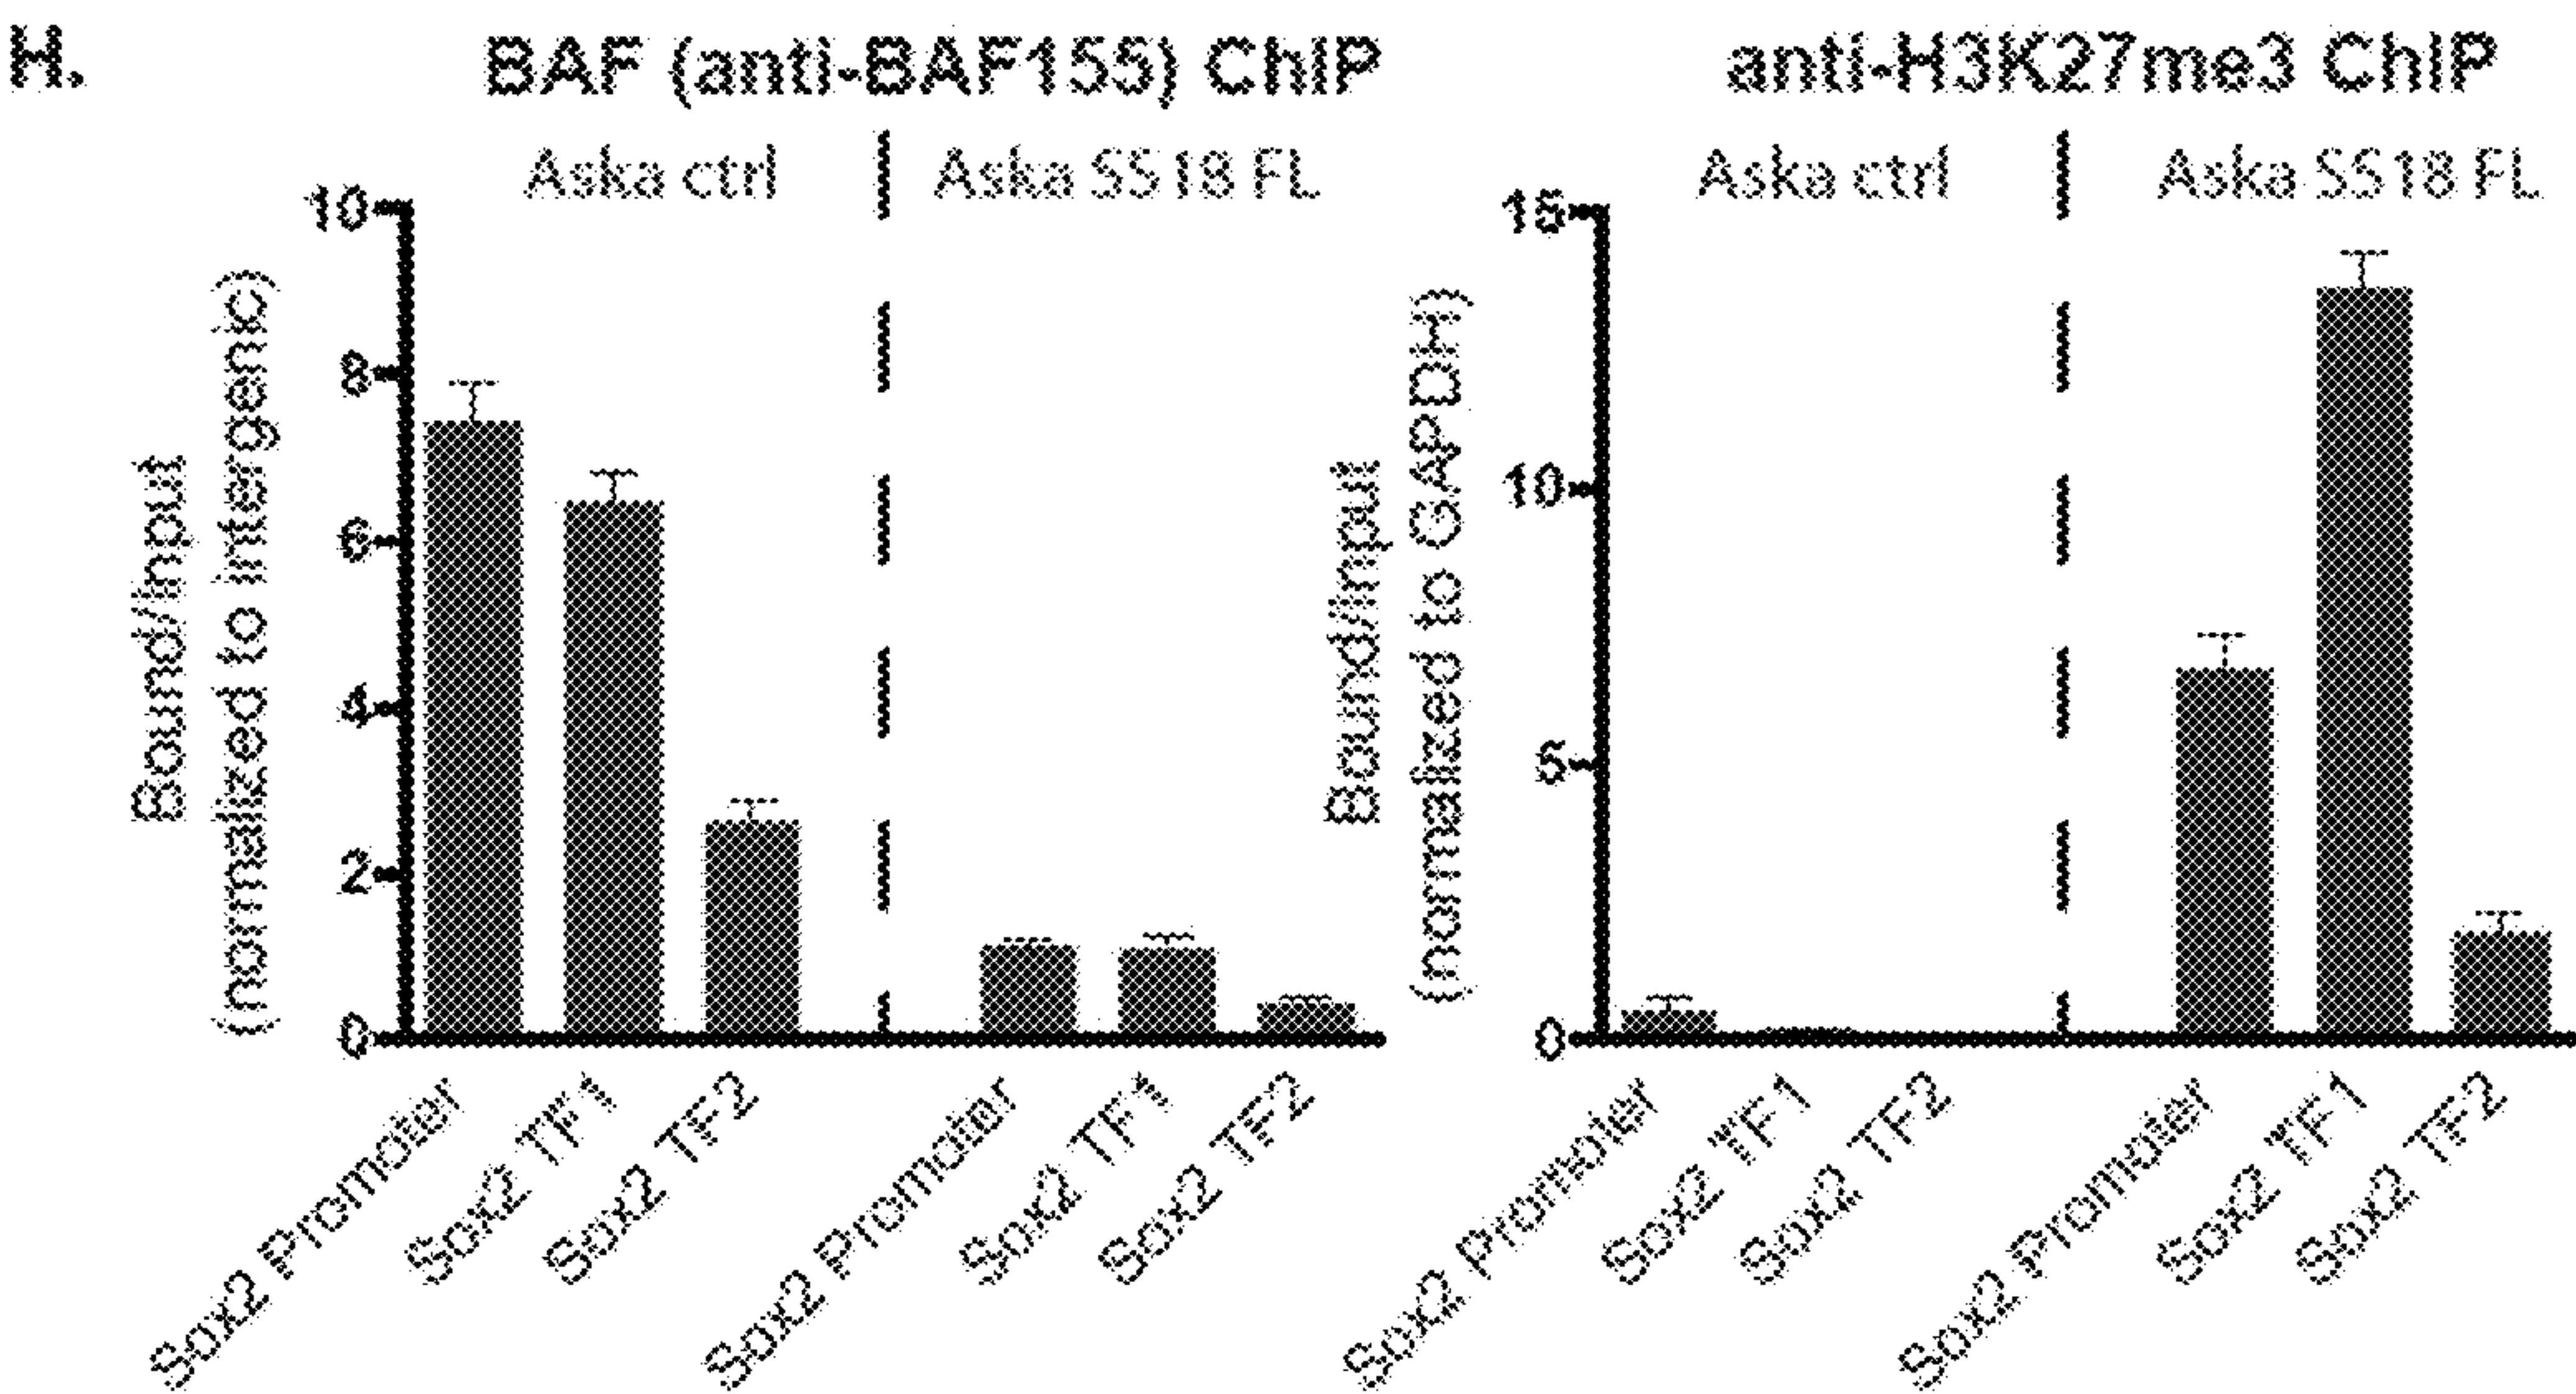 H.
BAF (anti-BAF155) ChIP
Aska ctrl
Aska SS18 FL
Bound/Input
(normalized to intergenic)
10
8
6
4
2
0
Sox2 Promoter
Sox2 TF1
Sox2 TF2
Sox2 Promoter
Sox2 TF1
Sox2 TF2
anti-H3K27me3 ChIP
Aska ctrl
Aska SS18 FL
Bound/Input
(normalized to GAPDH)
15
10
5
0
Sox2 Promoter
Sox2 TF1
Sox2 TF2
Sox2 Promoter
Sox2 TF1
Sox2 TF2